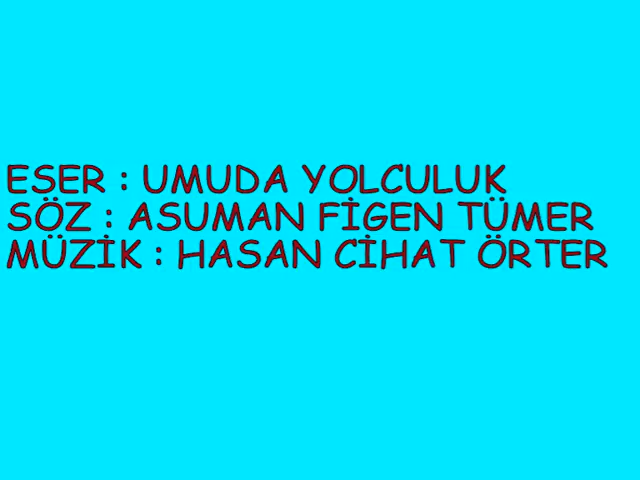 ESER : UMUDA YOLCULUK
SÖZ : ASUMAN FİGEN TÜMER
MÜZİK : HASAN CİHAT ÖRTER